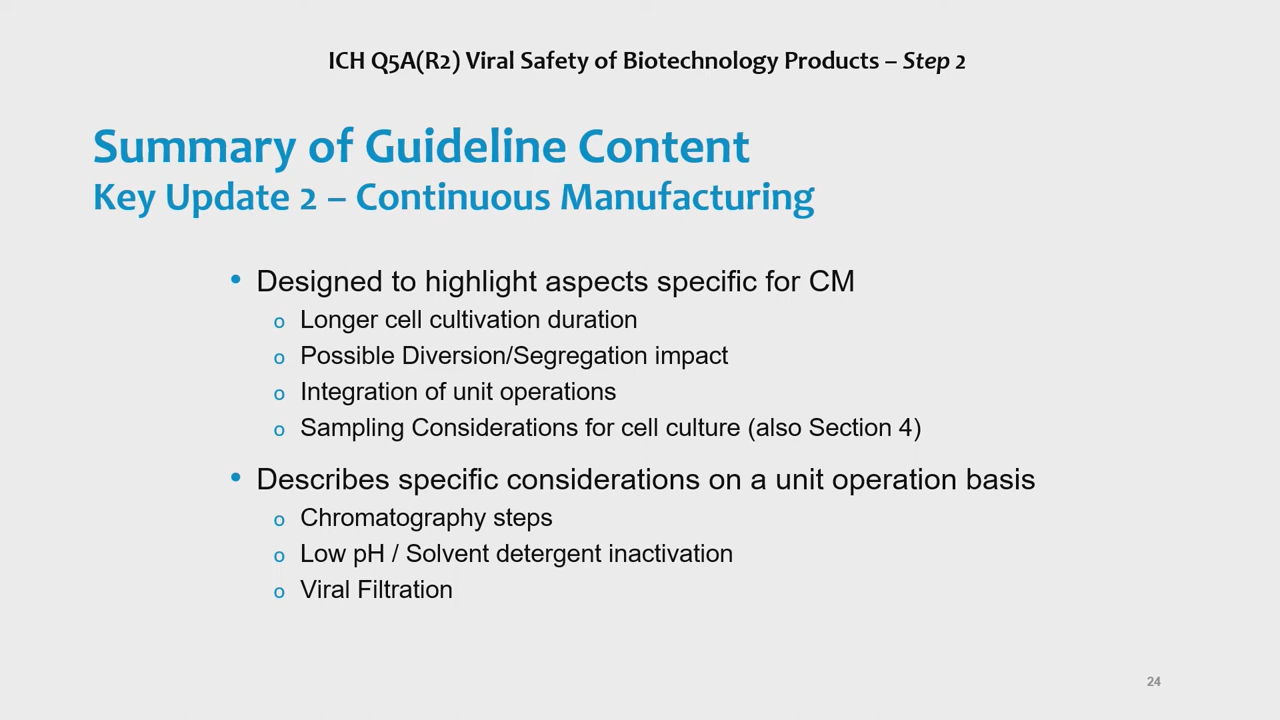 ICH Q5A(R2) Viral Safety of Biotechnology Products – Step 2
Summary of Guideline Content
Key Update 2 – Continuous Manufacturing
• Designed to highlight aspects specific for CM
o Longer cell cultivation duration
o Possible Diversion/Segregation impact
o Integration of unit operations
o Sampling Considerations for cell culture (also Section 4)
• Describes specific considerations on a unit operation basis
o Chromatography steps
o Low pH / Solvent detergent inactivation
o Viral Filtration
24